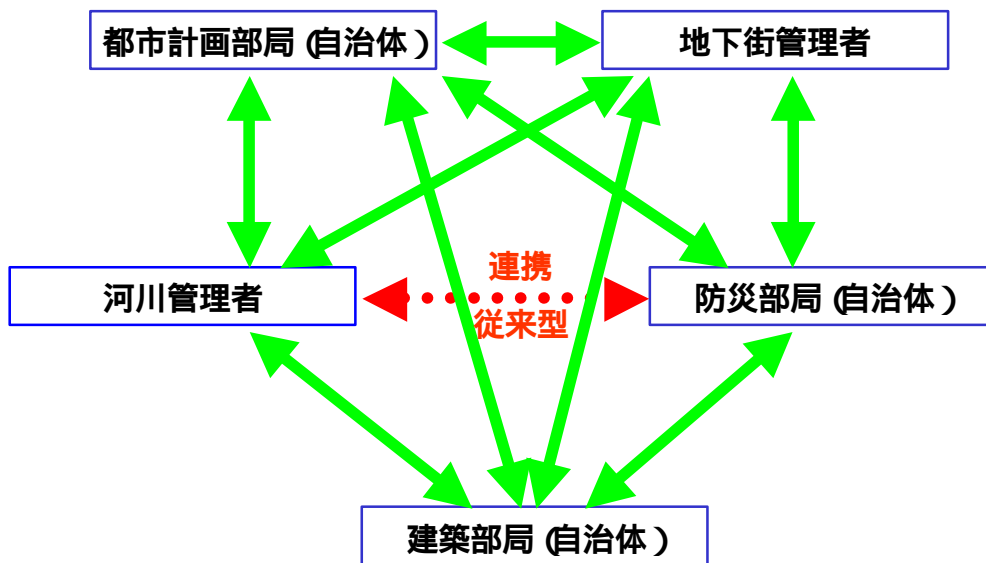 都市計画部局（自治体）
地下街管理者
連携
河川管理者
防災部局（自治体）
従来型
建築部局（自治体）